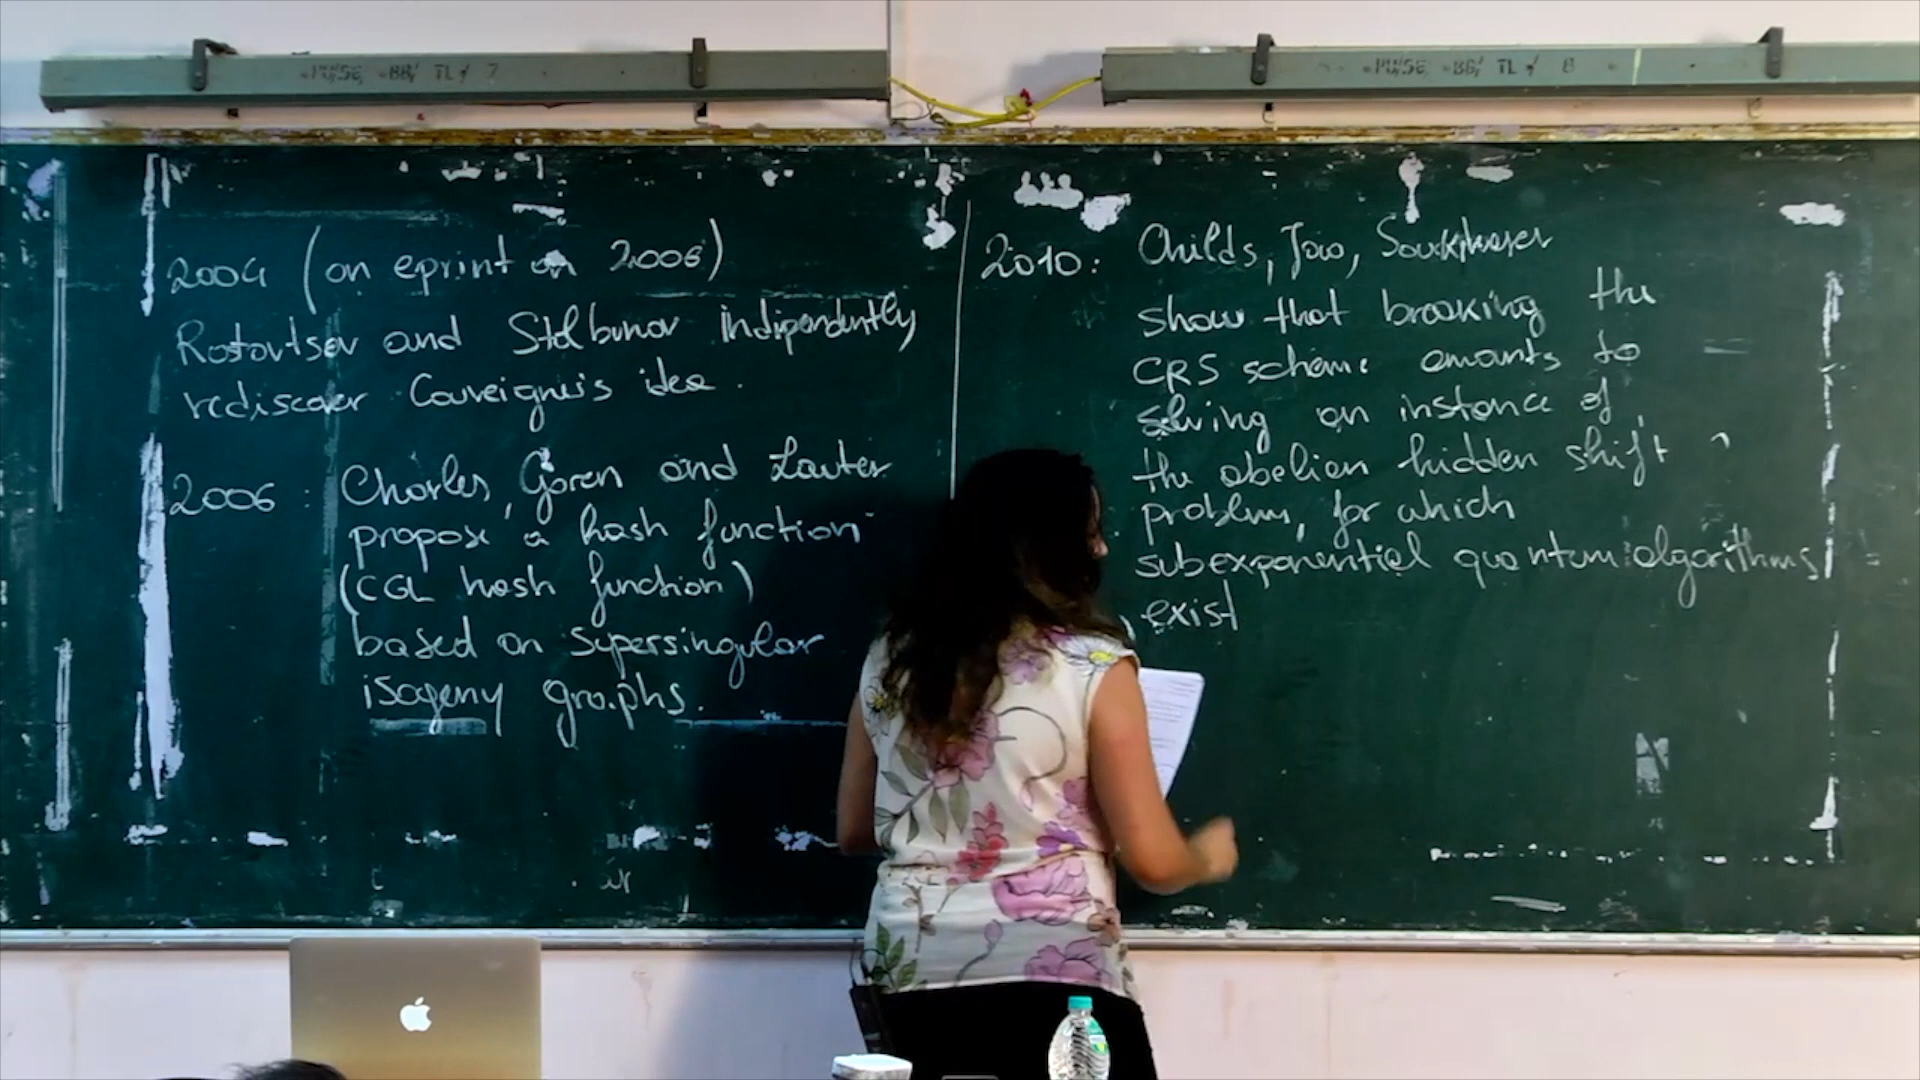 2004 (on eprint on 2006)
Rostovtsev and Stolbunov indipendently
rediscover Couveignes's idea.
2006: Charles, Goren and Lauter
propose a hash function
(CGL hash function)
based on supersingular
isogeny graphs.
2010: Childs, Jao, Soukharev
show that breaking the
CRS scheme amounts to
solving an instance of
the abelian hidden shift
problem, for which
subexponential quantum algorithms
exist